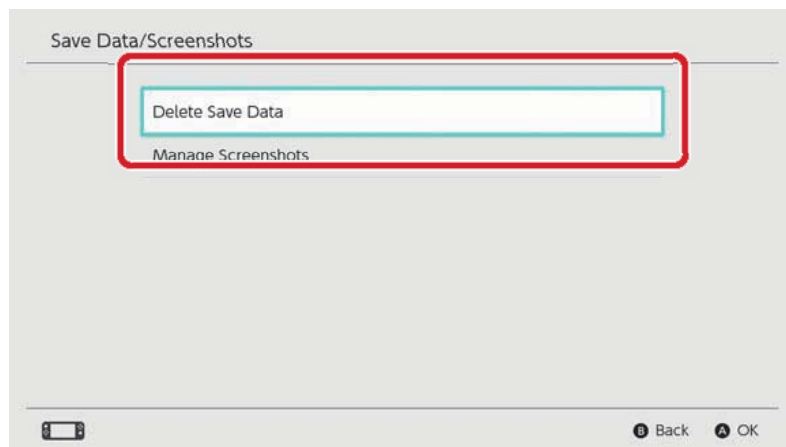 Save Data/Screenshots
Delete Save Data
Manage Screenshots
B Back A OK